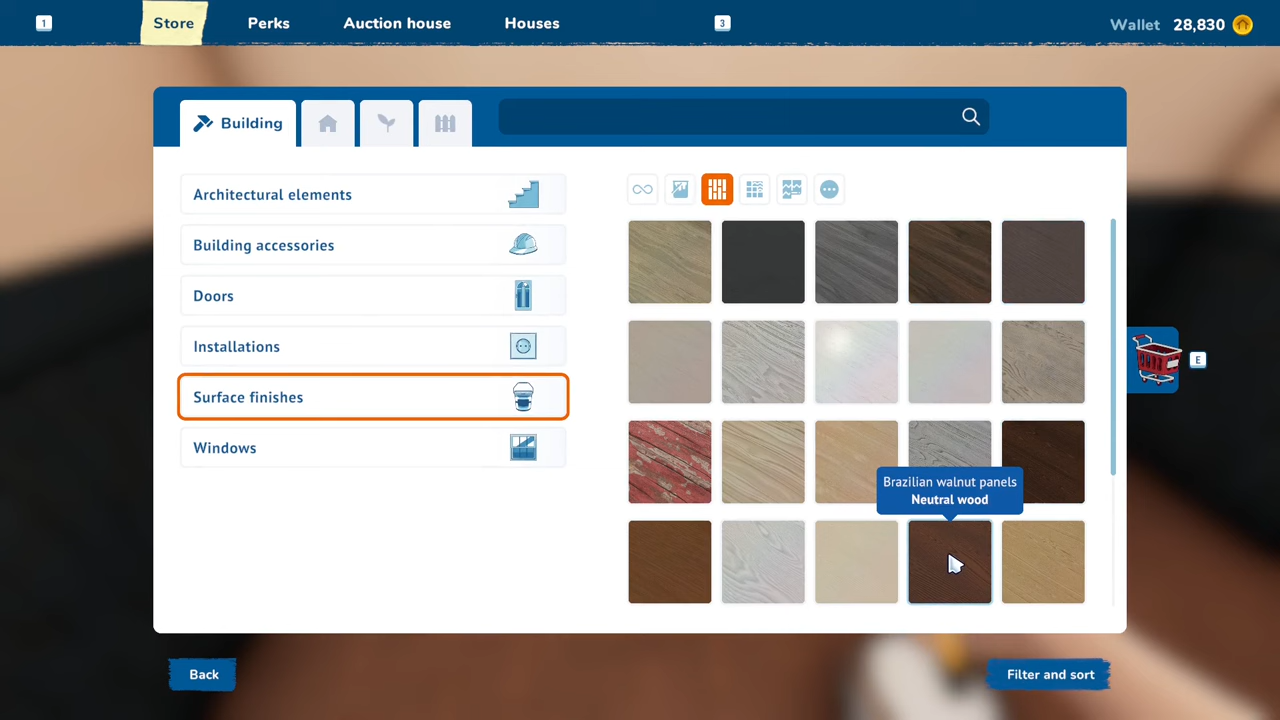 1
Store
Perks
Auction house
Houses
3
Wallet 28,830
Building
Architectural elements
Building accessories
Doors
Installations
Surface finishes
Windows
Brazilian walnut panels
Neutral wood
E
Back
Filter and sort